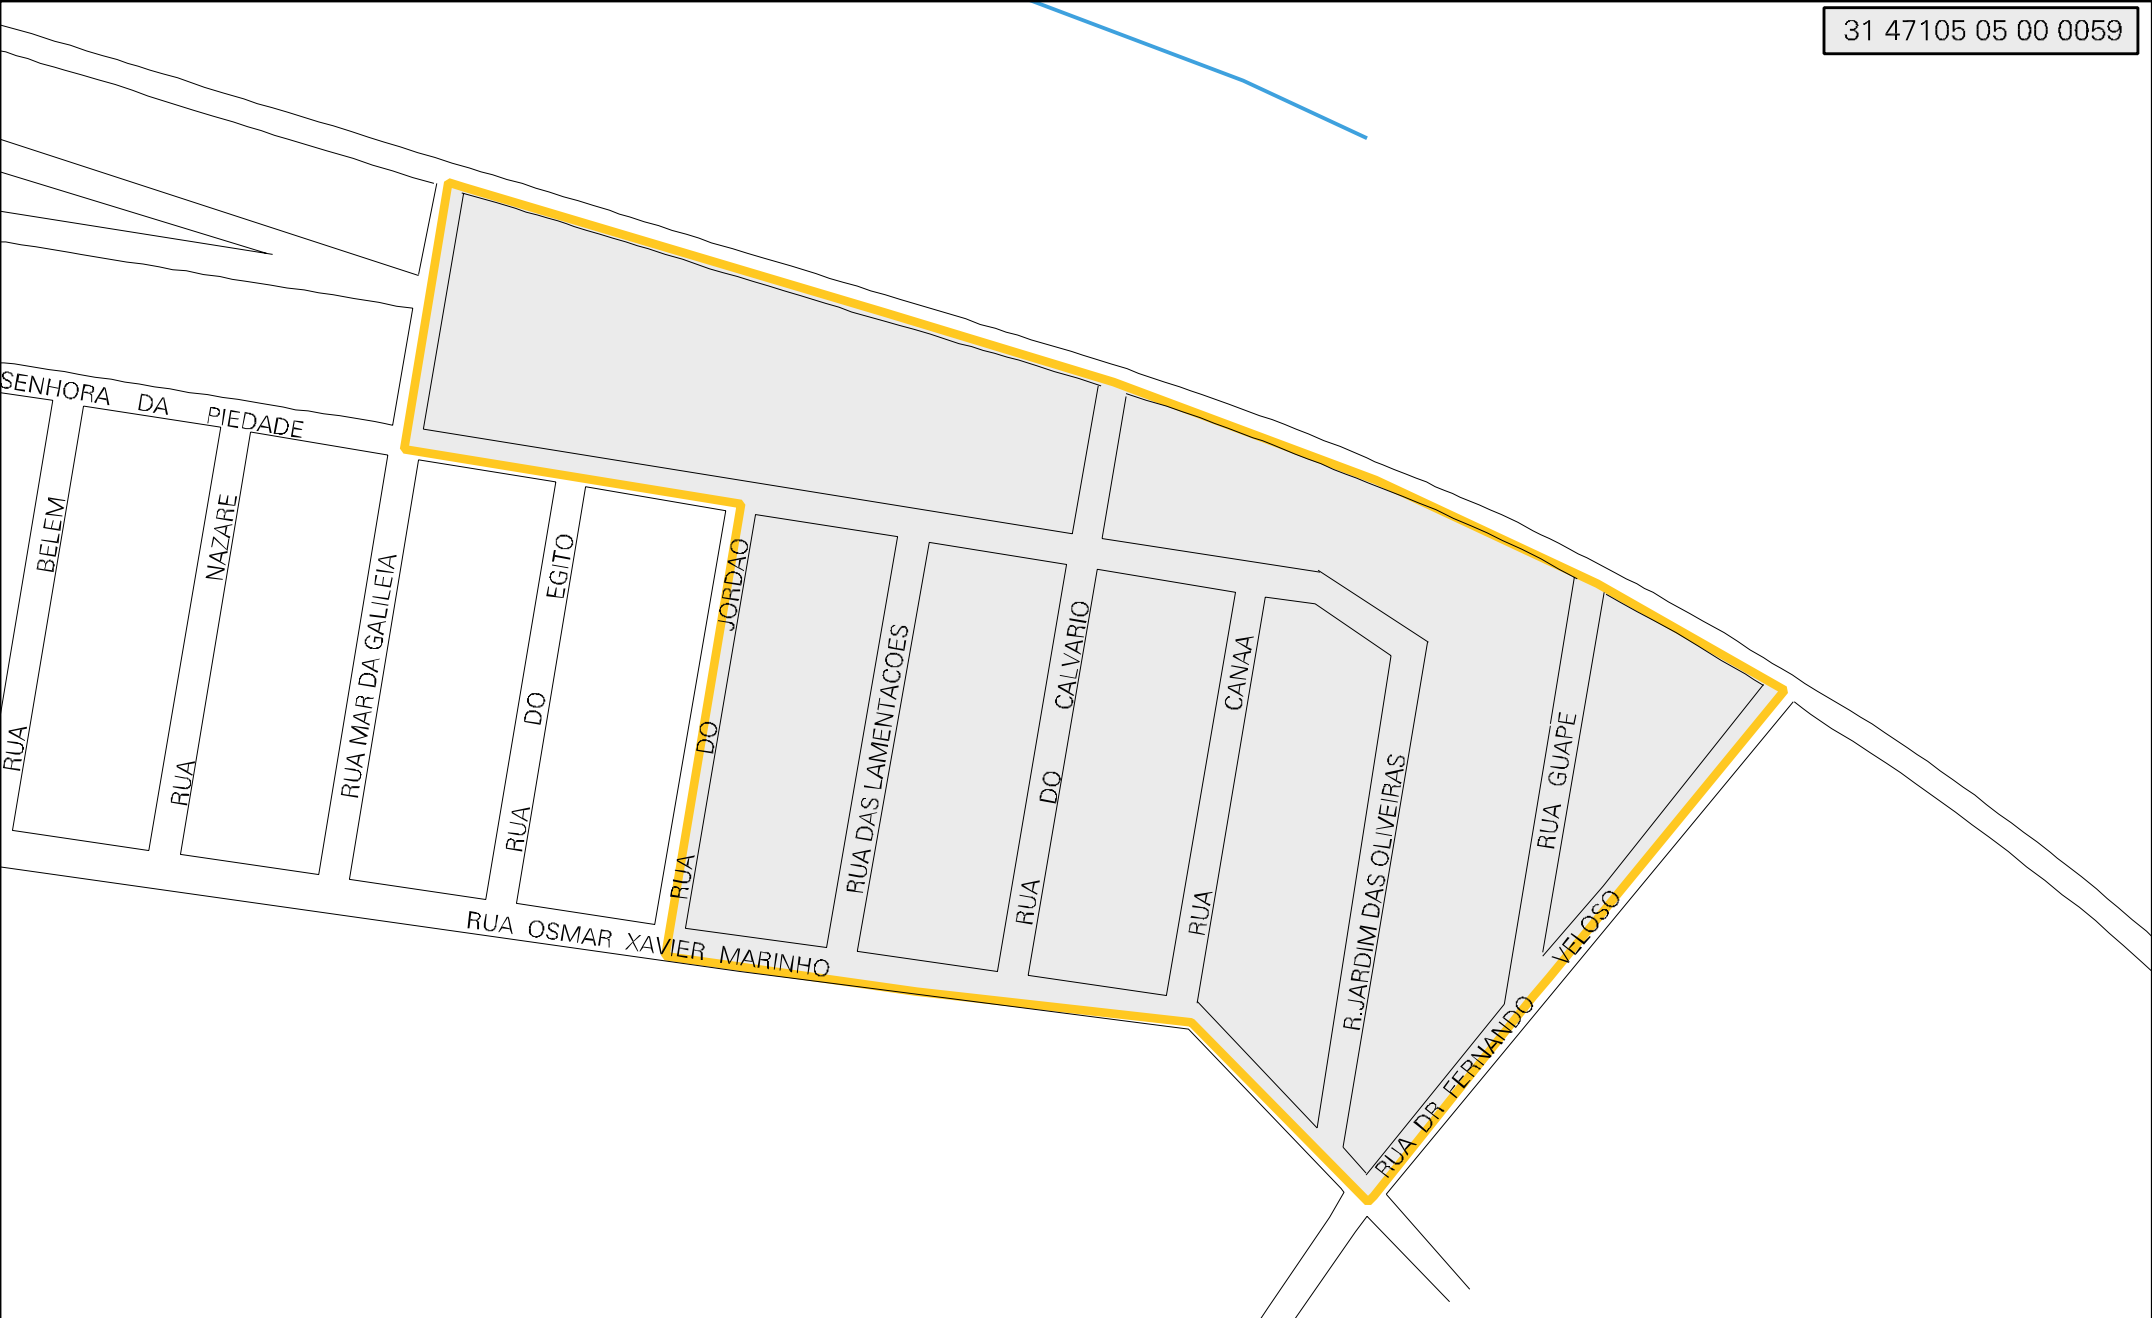 31 47105 05 00 0059
SENHORA DA PIEDADE
RUA BELEM
RUA NAZARE
RUA MAR DA GALILEIA
RUA DO EGITO
RUA DO JORDAO
RUA DAS LAMENTACOES
RUA DO CALVARIO
RUA CANAA
R.JARDIM DAS OLIVEIRAS
RUA GUAPE
RUA DR FERNANDO VELOSO
RUA OSMAR XAVIER MARINHO